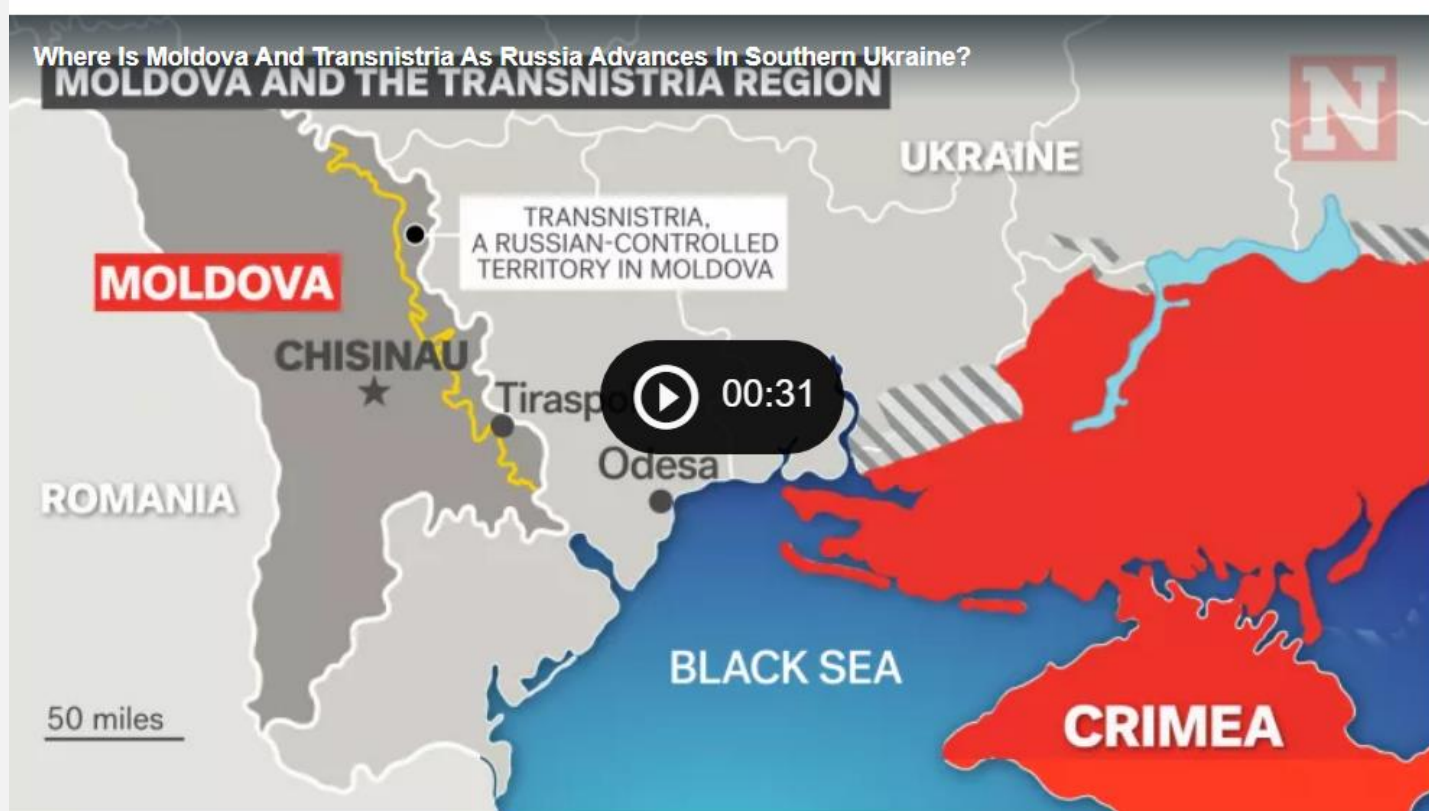 Where Is Moldova And Transnistria As Russia Advances In Southern Ukraine?
MOLDOVA AND THE TRANSNISTRIA REGION
N
UKRAINE
TRANSNISTRIA,
A RUSSIAN-CONTROLLED
TERRITORY IN MOLDOVA
MOLDOVA
CHISINAU
Tiraspo
00:31
Odesa
ROMANIA
BLACK SEA
50 miles
CRIMEA